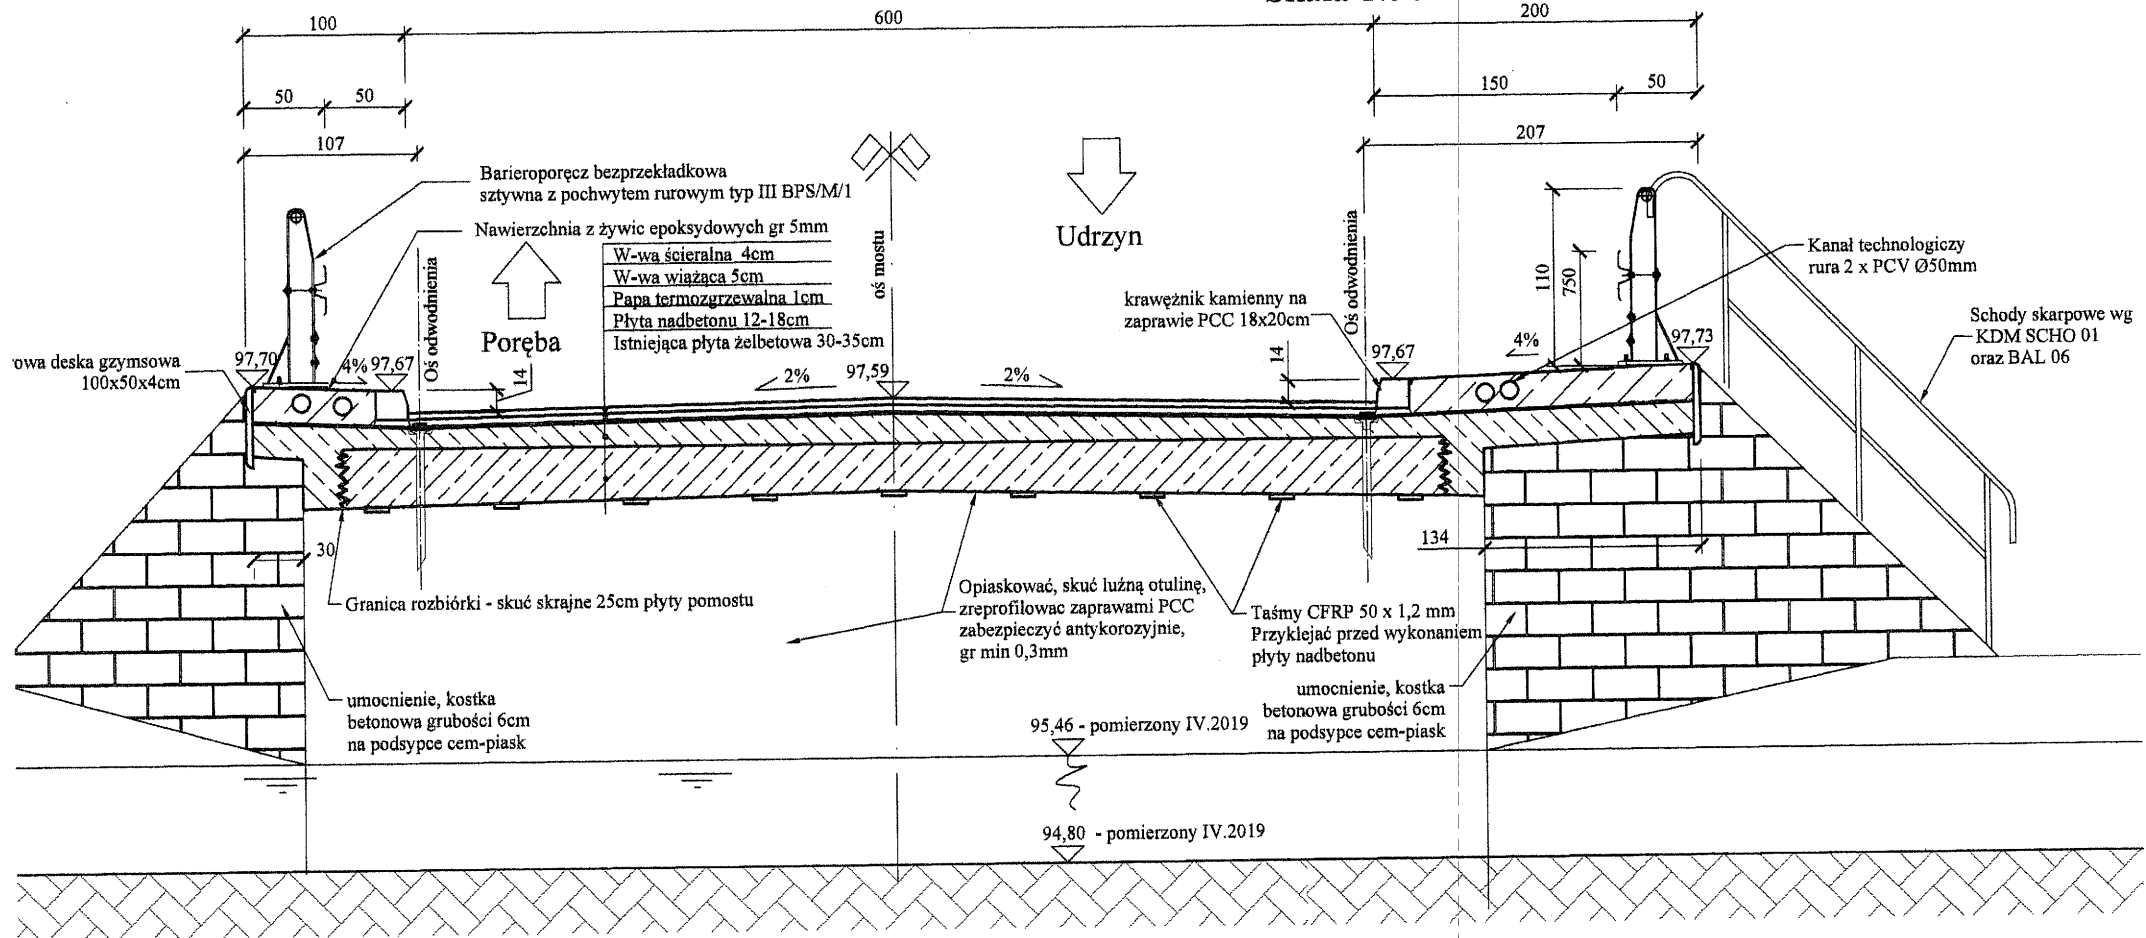 100
600
200
50
50
150
50
107
207
Barieroporęcz bezprzekładkowa
sztywna z pochwytem rurowym typ III BPS/M/1
Nawierzchnia z żywic epoksydowych gr 5mm
W-wa ścieralna 4cm
W-wa wiążąca 5cm
Papa termozgrzewalna 1cm
Płyta nadbetonu 12-18cm
Istniejąca płyta żelbetowa 30-35cm
Oś odwodnienia
Poręba
oś mostu
Udrzyn
Oś odwodnienia
110
750
Kanał technologiczy
rura 2 x PCV Ø50mm
krawężnik kamienny na
zaprawie PCC 18x20cm
Schody skarpowe wg
KDM SCHO 01
oraz BAL 06
owa deska gzymsowa
100x50x4cm
97,70
4%
97,67
14
2%
97,59
2%
14
97,67
4%
97,73
30
134
Granica rozbiórki - skuć skrajne 25cm płyty pomostu
Opiaskować, skuć luźną otulinę,
zreprofilowac zaprawami PCC
zabezpieczyć antykorozyjnie,
gr min 0,3mm
Taśmy CFRP 50 x 1,2 mm
Przyklejać przed wykonaniem
płyty nadbetonu
umocnienie, kostka
betonowa grubości 6cm
na podsypce cem-piask
umocnienie, kostka
betonowa grubości 6cm
na podsypce cem-piask
95,46 - pomierzony IV.2019
94,80 - pomierzony IV.2019